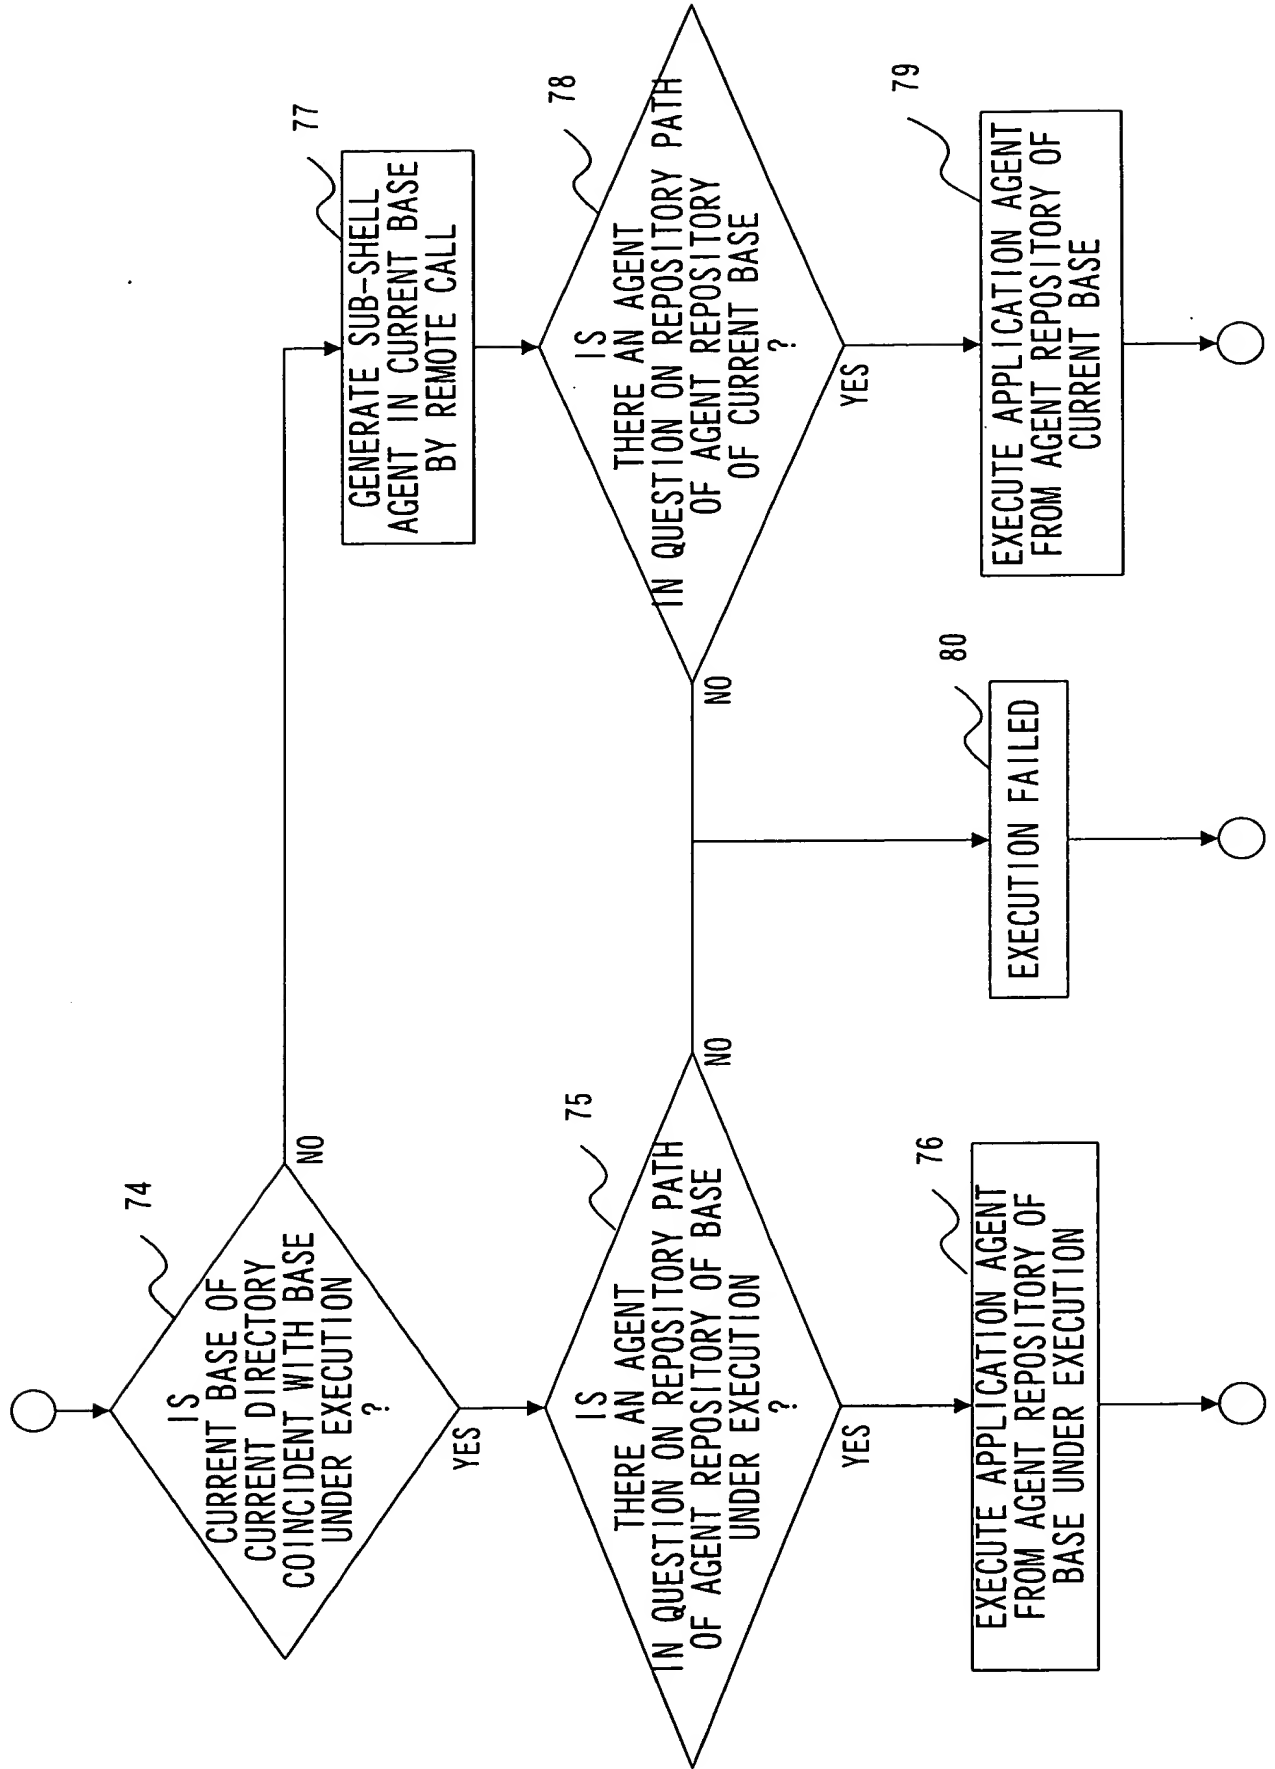 74
IS
CURRENT BASE OF
CURRENT DIRECTORY
COINCIDENT WITH BASE
UNDER EXECUTION
?
NO
YES
75
IS
THERE AN AGENT
IN QUESTION ON REPOSITORY PATH
OF AGENT REPOSITORY OF BASE
UNDER EXECUTION
?
NO
YES
76
EXECUTE APPLICATION AGENT
FROM AGENT REPOSITORY OF
BASE UNDER EXECUTION
77
GENERATE SUB-SHELL
AGENT IN CURRENT BASE
BY REMOTE CALL
78
IS
THERE AN AGENT
IN QUESTION ON REPOSITORY PATH
OF AGENT REPOSITORY
OF CURRENT BASE
?
NO
YES
80
EXECUTION FAILED
79
EXECUTE APPLICATION AGENT
FROM AGENT REPOSITORY OF
CURRENT BASE